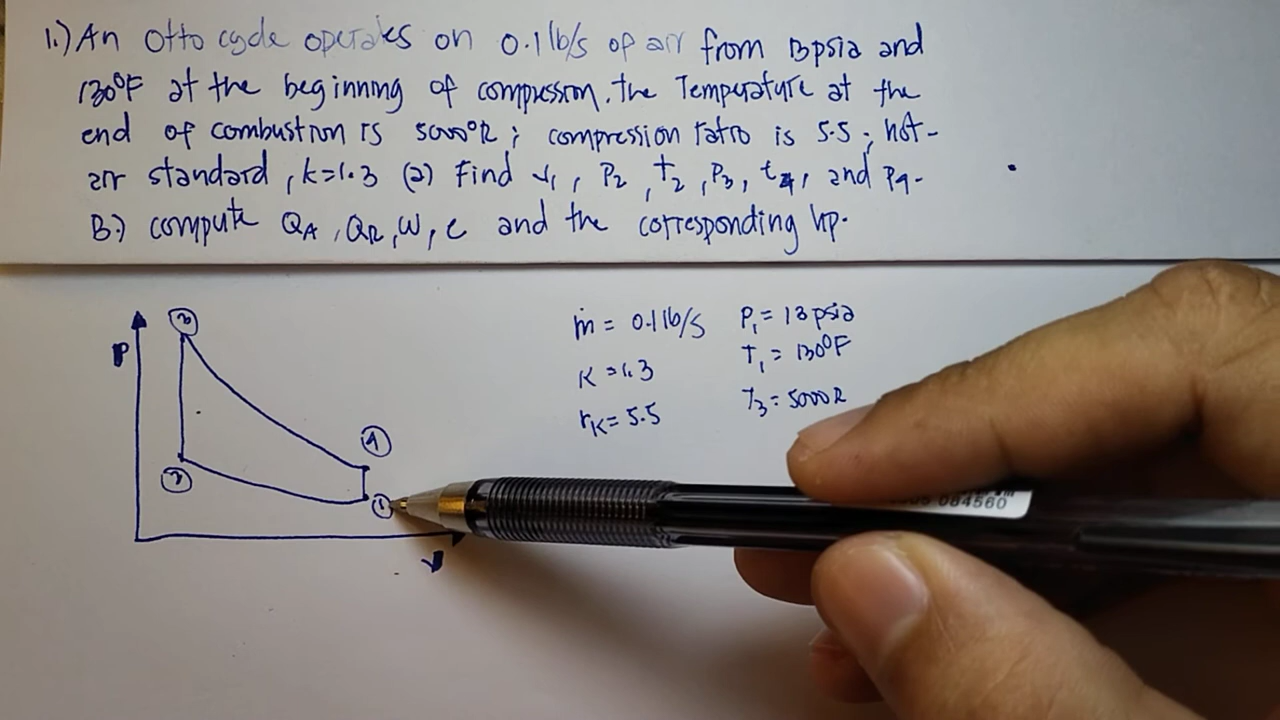 1.) An Otto cycle operates on 0.1 lb/s of air from 13psia and
130°F at the beginning of compression. the Temperature at the
end of combustion is 5000°R ; compression ratio is 5.5 ; hot-
air standard, k=1.3 (a) Find V1, P2, t2, P3, t4, and P4.
B.) compute QA, QR, W, e and the corresponding hp.
P
3
2
4
1
V
ṁ = 0.1 lb/s
K = 1.3
rK = 5.5
P1 = 13 psia
T1 = 130°F
T3 = 5000R
064560